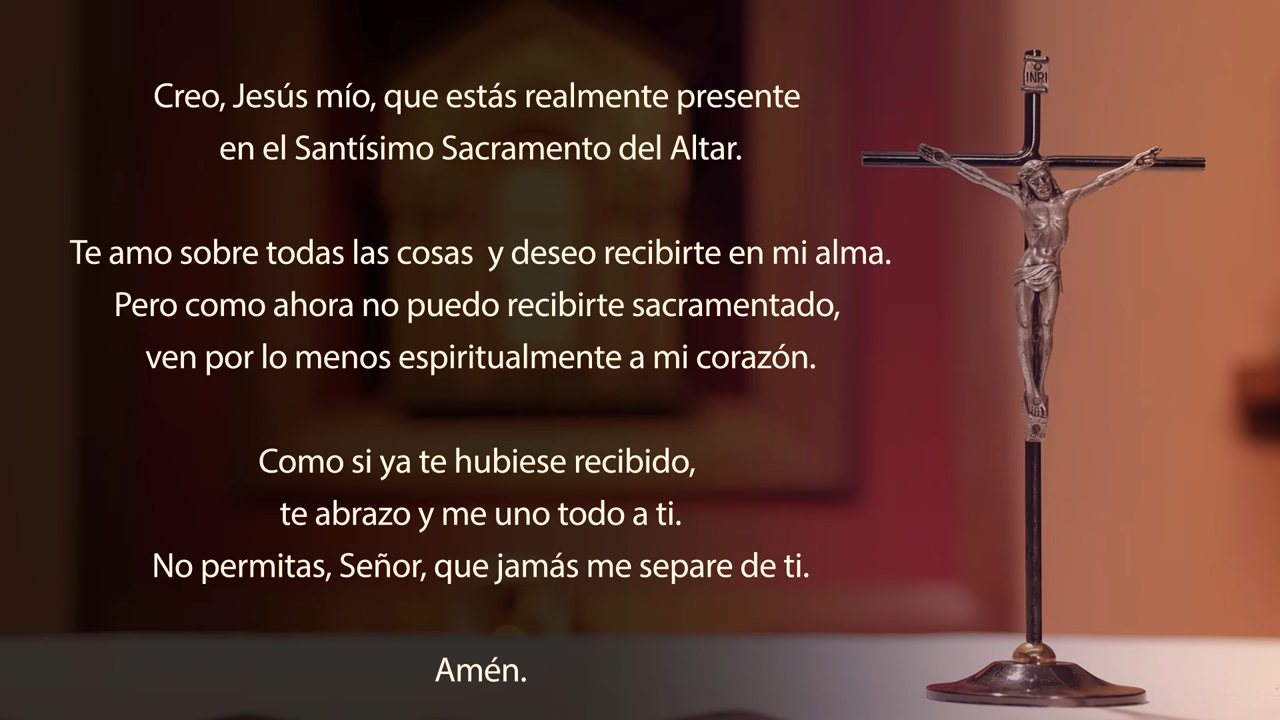 Creo, Jesús mío, que estás realmente presente
en el Santísimo Sacramento del Altar.
Te amo sobre todas las cosas  y deseo recibirte en mi alma.
Pero como ahora no puedo recibirte sacramentado,
ven por lo menos espiritualmente a mi corazón.
Como si ya te hubiese recibido,
te abrazo y me uno todo a ti.
No permitas, Señor, que jamás me separe de ti.
Amén.
INRI